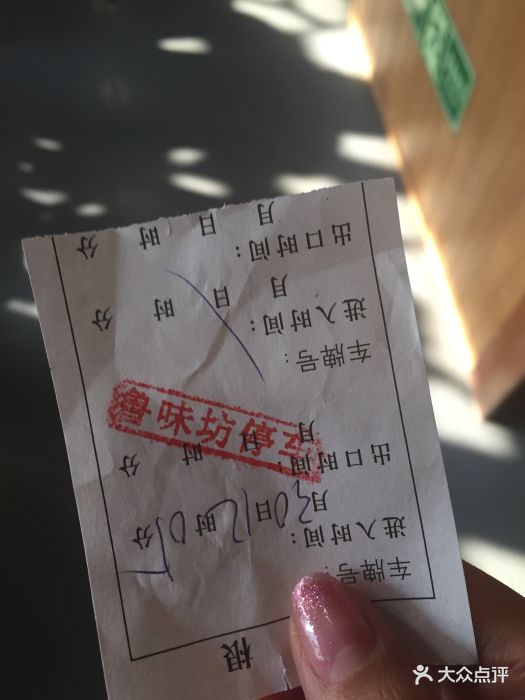 根
车牌号:
进入时间:
月 日 时 分
出口时间:
月 日 时 分
鲁味坊停车
车牌号:
进入时间:
月 日 时 分
出口时间:
月 日 时 分
大众点评